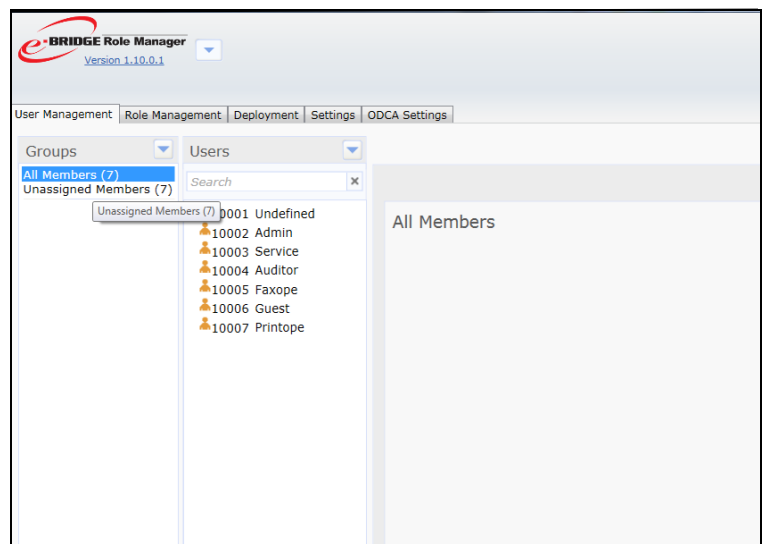 e-BRIDGE Role Manager
Version 1.10.0.1
User Management Role Management Deployment Settings ODCA Settings
Groups
All Members (7)
Unassigned Members (7)
Unassigned Members (7)
Users
Search
0001 Undefined
10002 Admin
10003 Service
10004 Auditor
10005 Faxope
10006 Guest
10007 Printope
All Members